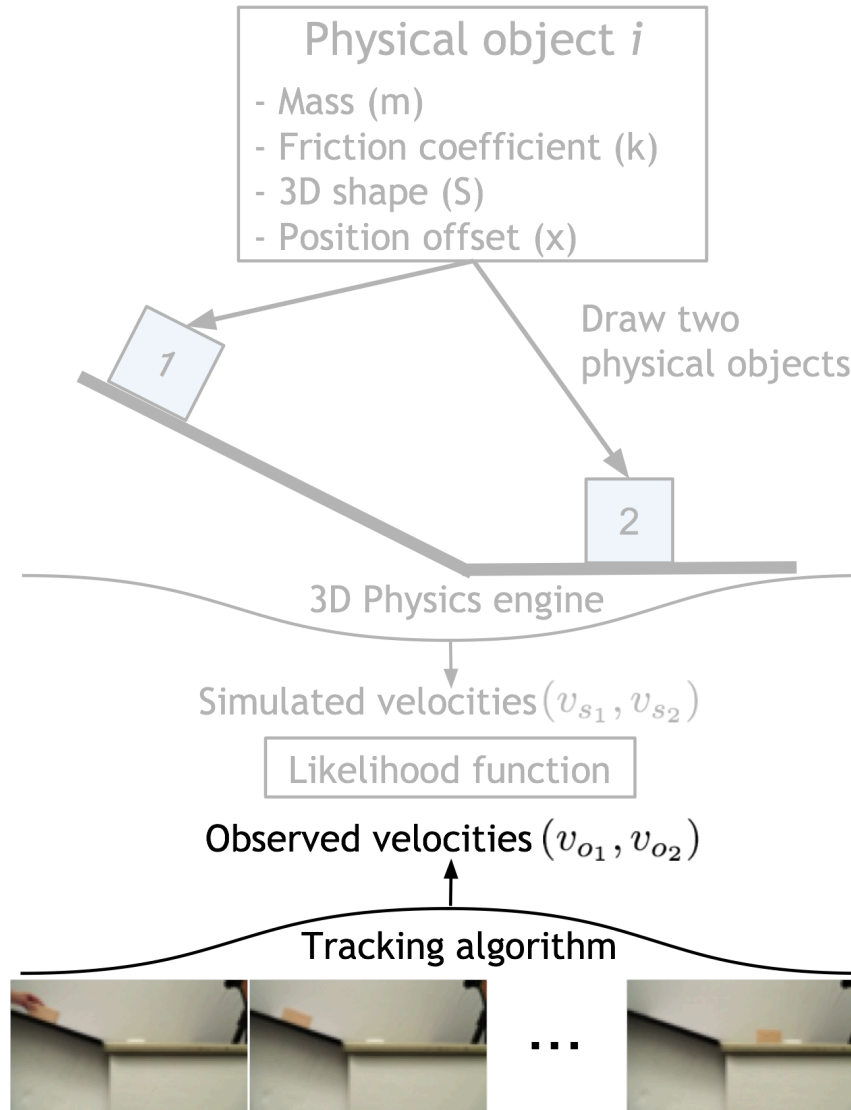 Physical object i
- Mass (m)
- Friction coefficient (k)
- 3D shape (S)
- Position offset (x)
Draw two
physical objects
1
2
3D Physics engine
Simulated velocities (v_{s_1}, v_{s_2})
Likelihood function
Observed velocities (v_{o_1}, v_{o_2})
Tracking algorithm
...